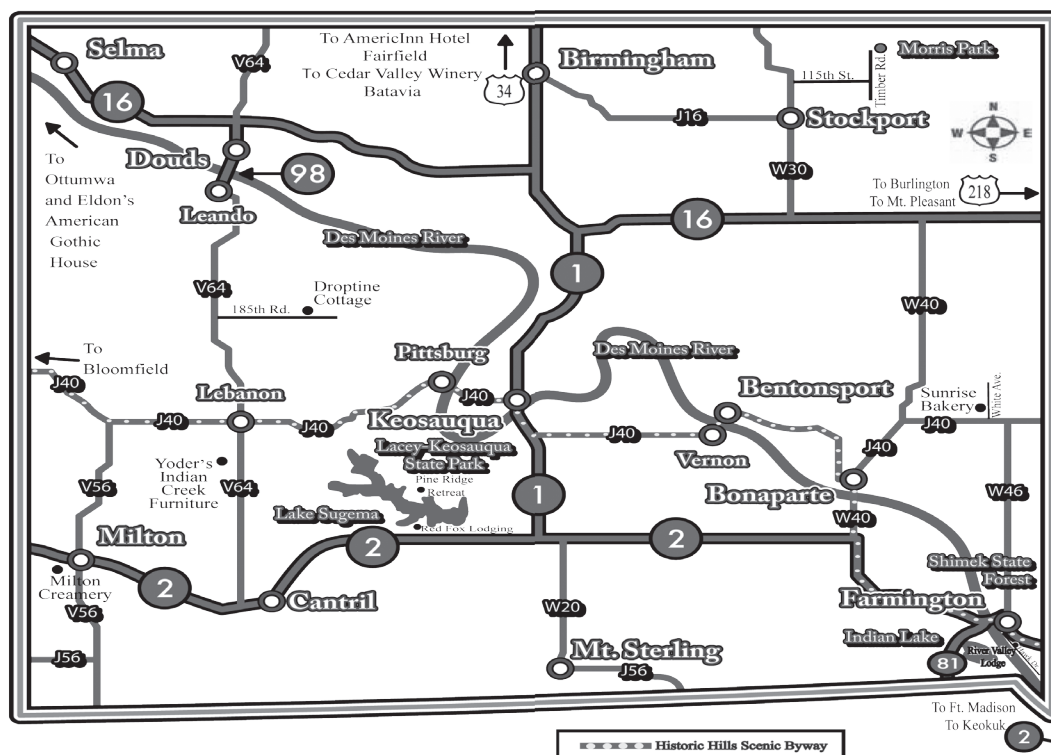 Selma
V64
To AmericInn Hotel
Fairfield
To Cedar Valley Winery
Batavia
34
Birmingham
Morris Park
115th St.
Timber Rd.
16
J16
Stockport
N
W E
S
Douds
98
W30
To
Ottumwa
and Eldon's
American
Gothic
House
Leando
To Burlington
To Mt. Pleasant
218
16
Des Moines River
1
V64
Droptine
Cottage
185th Rd.
W40
To
Bloomfield
Pittsburg
Des Moines River
J40
Lebanon
J40
Bentonsport
Sunrise
Bakery
White Ave.
J40
J40
Keosauqua
J40
J40
J40
Vernon
Lacey-Keosauqua
State Park
Yoder's
Indian
Creek
Furniture
V56
V64
Pine Ridge
Retreat
Bonaparte
W46
Lake Sugema
1
Red Fox Lodging
W40
Milton
2
2
Shimek State
Forest
Milton
Creamery
2
Cantril
Farmington
V56
W20
Indian Lake
J56
Mt. Sterling
J56
81
River Valley
Lodge
To Ft. Madison
To Keokuk
2
Historic Hills Scenic Byway